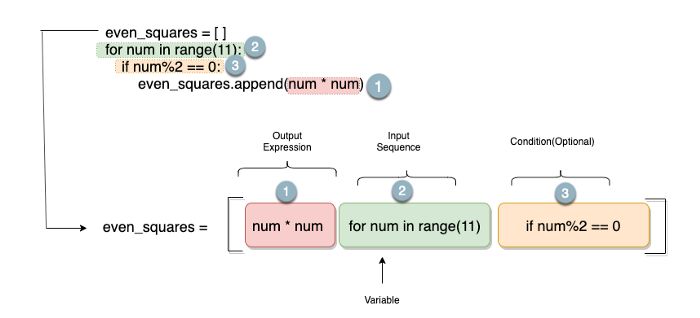 even_squares = [ ]
for num in range(11): 2
if num%2 == 0: 3
even_squares.append(num * num) 1
Output
Expression
Input
Sequence
Condition(Optional)
1
2
3
even_squares = [ num * num for num in range(11) if num%2 == 0 ]
Variable